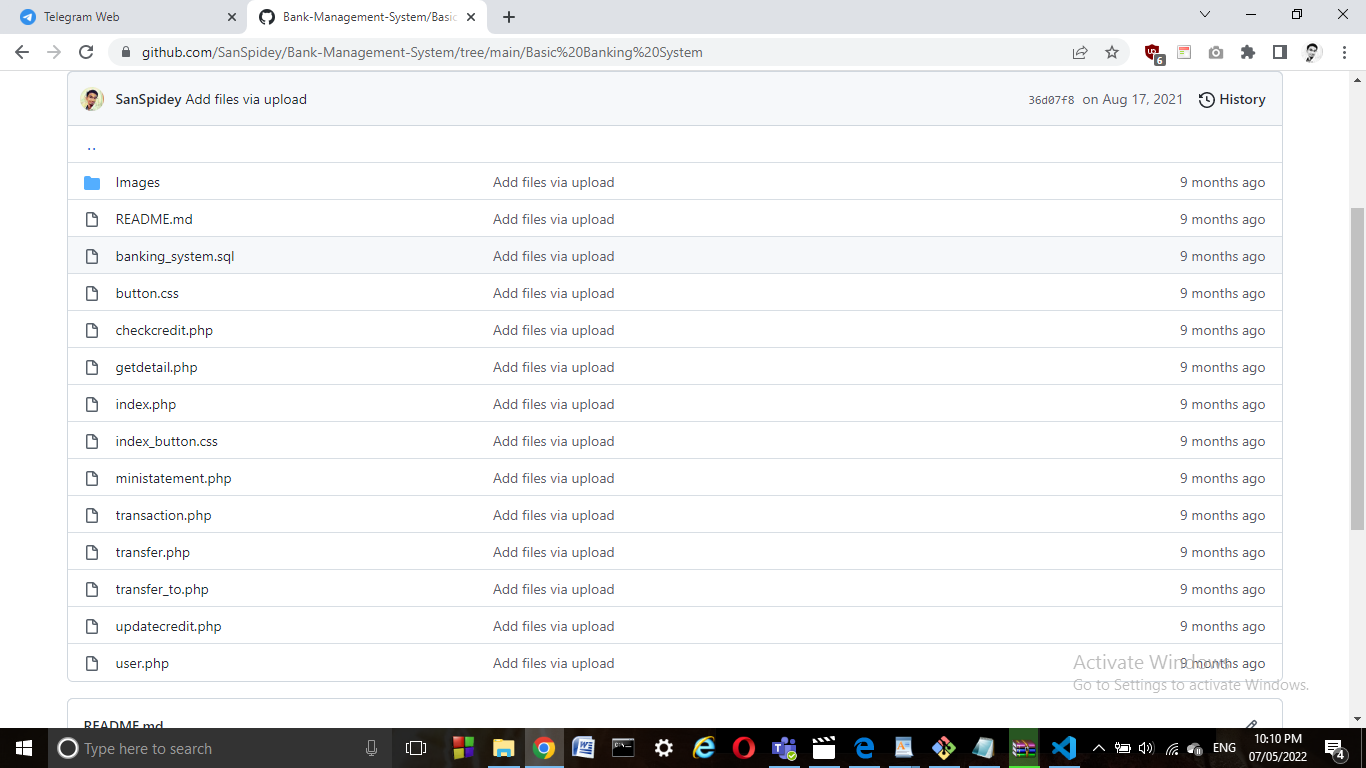 Telegram Web
Bank-Management-System/Basic
github.com/SanSpidey/Bank-Management-System/tree/main/Basic%20Banking%20System
6
SanSpidey Add files via upload 36d07f8 on Aug 17, 2021 History
..
Images Add files via upload 9 months ago
README.md Add files via upload 9 months ago
banking_system.sql Add files via upload 9 months ago
button.css Add files via upload 9 months ago
checkcredit.php Add files via upload 9 months ago
getdetail.php Add files via upload 9 months ago
index.php Add files via upload 9 months ago
index_button.css Add files via upload 9 months ago
ministatement.php Add files via upload 9 months ago
transaction.php Add files via upload 9 months ago
transfer.php Add files via upload 9 months ago
transfer_to.php Add files via upload 9 months ago
updatecredit.php Add files via upload 9 months ago
user.php Add files via upload 9 months ago
Activate Windows
Go to Settings to activate Windows.
README.md
Type here to search
ENG
10:10 PM
07/05/2022
4